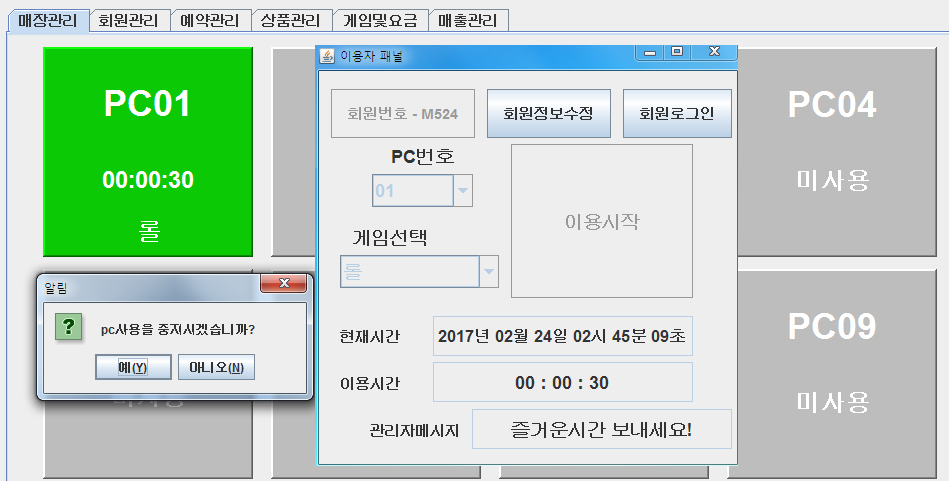 매장관리 회원관리 예약관리 상품관리 게임및요금 매출관리
PC01
00:00:30
롤
이용자 패널
회원번호 - M524 회원정보수정 회원로그인
PC번호
01
게임선택
롤
이용시작
현재시간 2017년 02월 24일 02시 45분 09초
이용시간 00 : 00 : 30
관리자메시지 즐거운시간 보내세요!
PC04
미사용
알림
? pc사용을 중지시겠습니까?
예(Y) 아니오(N)
미사용
PC09
미사용